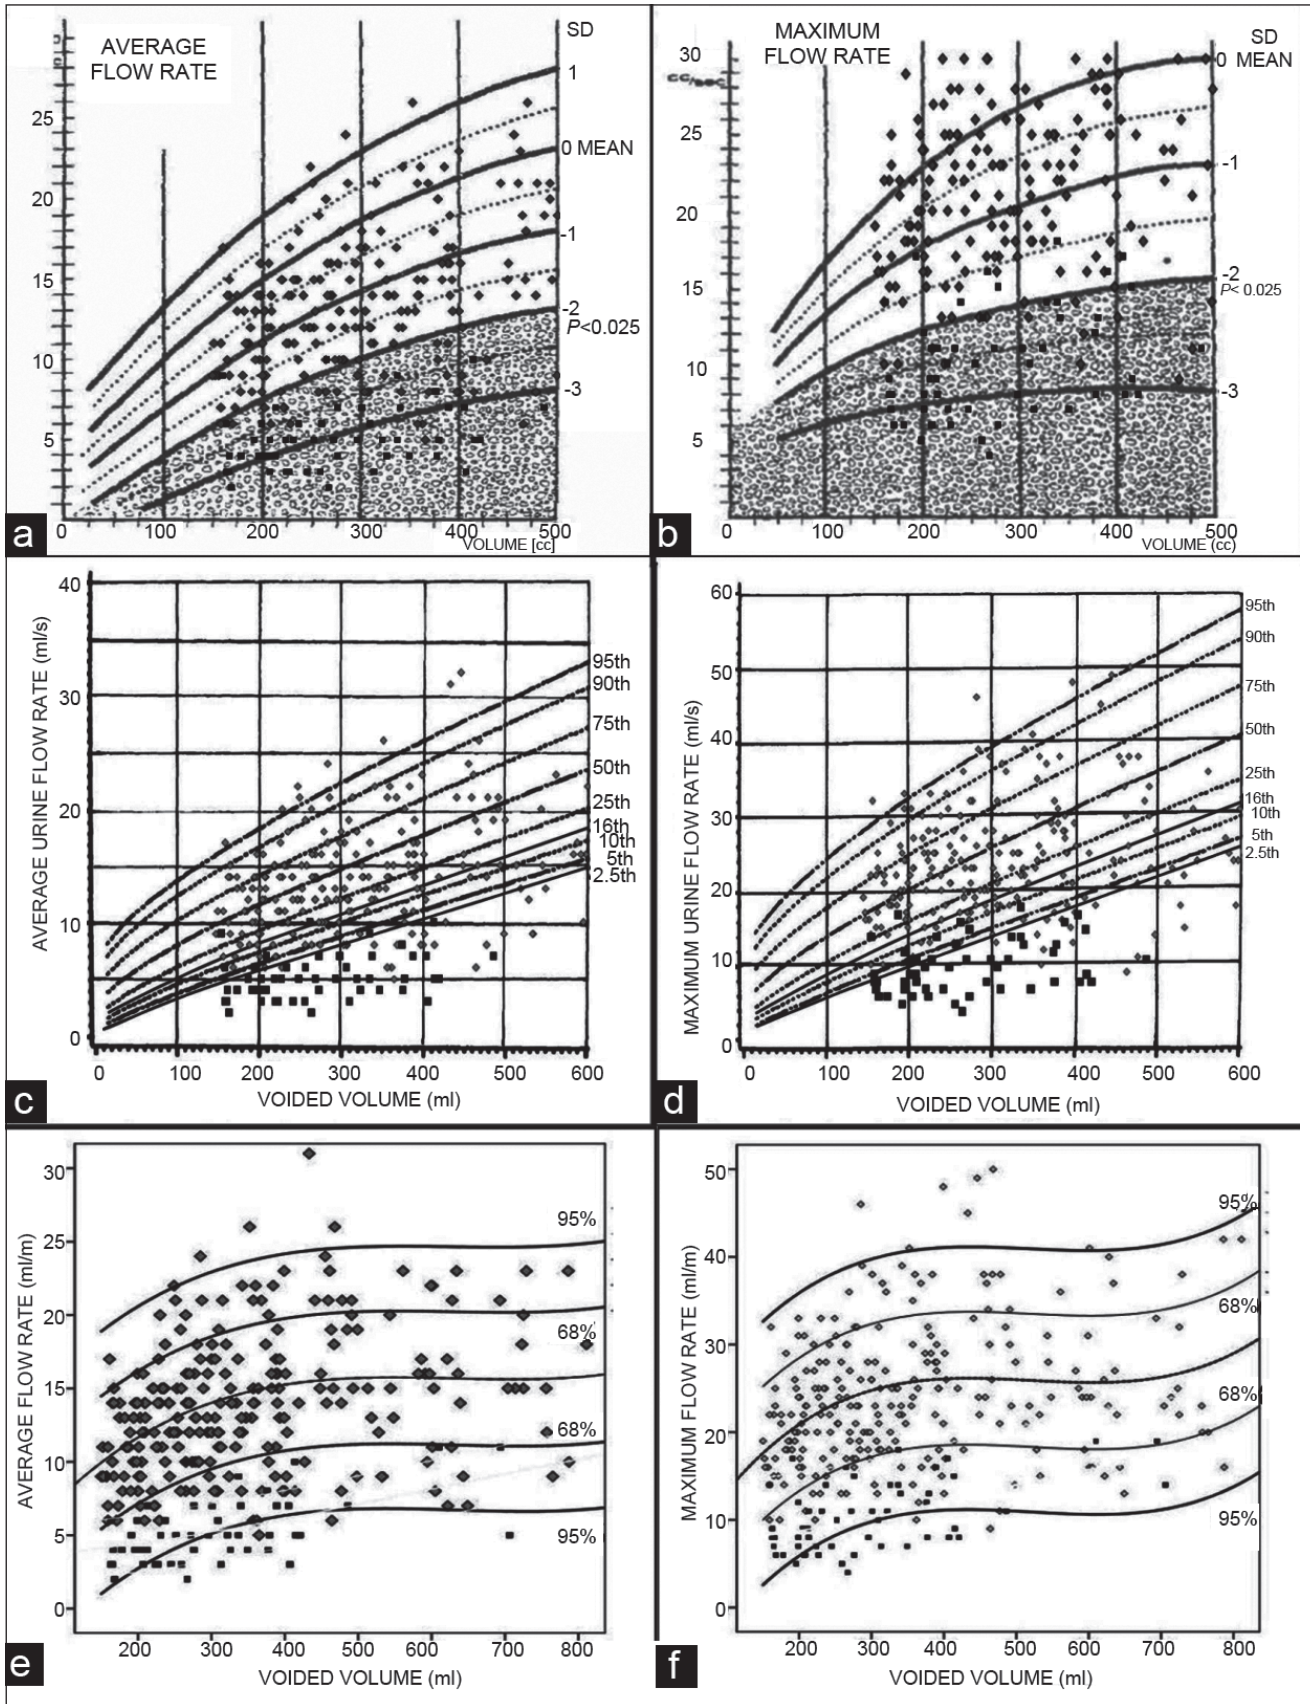 AVERAGE
FLOW RATE
SD
1
0 MEAN
-1
-2
P<0.025
-3
25
20
15
10
5
0 100 200 300 400 500
VOLUME [cc]
a
MAXIMUM
FLOW RATE
SD
0 MEAN
-1
-2
P< 0.025
-3
30
25
20
15
10
5
0 100 200 300 400 500
VOLUME (cc)
b
AVERAGE URINE FLOW RATE (ml/s)
40
30
20
10
0
95th
90th
75th
50th
25th
16th
10th
5th
2.5th
0 100 200 300 400 500 600
VOIDED VOLUME (ml)
c
MAXIMUM URINE FLOW RATE (ml/s)
60
50
40
30
20
10
0
95th
90th
75th
50th
25th
16th
10th
5th
2.5th
0 100 200 300 400 500 600
VOIDED VOLUME (ml)
d
AVERAGE FLOW RATE (ml/m)
30
25
20
15
10
5
0
95%
68%
68%
95%
200 300 400 500 600 700 800
VOIDED VOLUME (ml)
e
MAXIMUM FLOW RATE (ml/m)
50
40
30
20
10
0
95%
68%
68%
95%
200 300 400 500 600 700 800
VOIDED VOLUME (ml)
f